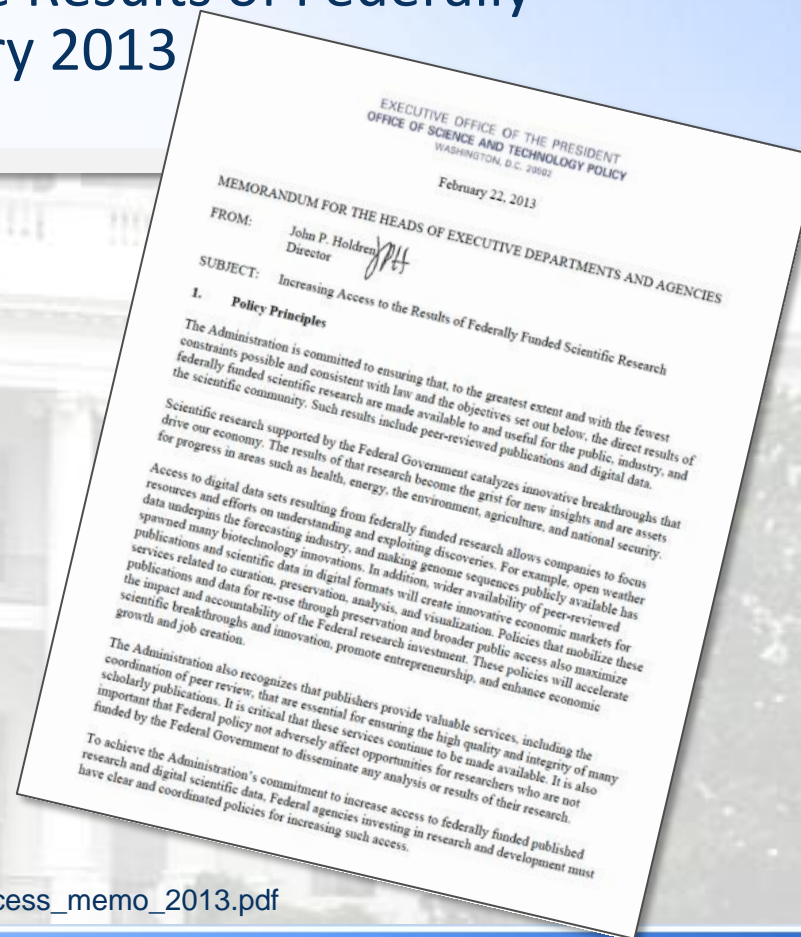 e Results of Federally
ry 2013
EXECUTIVE OFFICE OF THE PRESIDENT
OFFICE OF SCIENCE AND TECHNOLOGY POLICY
WASHINGTON, D.C. 20502
February 22, 2013
MEMORANDUM FOR THE HEADS OF EXECUTIVE DEPARTMENTS AND AGENCIES
FROM: John P. Holdren
Director
SUBJECT: Increasing Access to the Results of Federally Funded Scientific Research
1. Policy Principles
The Administration is committed to ensuring that, to the greatest extent and with the fewest
constraints possible and consistent with law and the objectives set out below, the direct results of
federally funded scientific research are made available to and useful for the public, industry, and
the scientific community. Such results include peer-reviewed publications and digital data.
Scientific research supported by the Federal Government catalyzes innovative breakthroughs that
drive our economy. The results of that research become the grist for new insights and are assets
for progress in areas such as health, energy, the environment, agriculture, and national security.
Access to digital data sets resulting from federally funded research allows companies to focus
resources and efforts on understanding and exploiting discoveries. For example, open weather
data underpins the forecasting industry, and making genome sequences publicly available has
spawned many biotechnology innovations. In addition, wider availability of peer-reviewed
publications and scientific data in digital formats will create innovative economic markets for
services related to curation, preservation, analysis, and visualization. Policies that mobilize these
publications and data for re-use through preservation and broader public access also maximize
the impact and accountability of the Federal research investment. These policies will accelerate
scientific breakthroughs and innovation, promote entrepreneurship, and enhance economic
growth and job creation.
The Administration also recognizes that publishers provide valuable services, including the
coordination of peer review, that are essential for ensuring the high quality and integrity of many
scholarly publications. It is critical that these services continue to be made available. It is also
important that Federal policy not adversely affect opportunities for researchers who are not
funded by the Federal Government to disseminate any analysis or results of their research.
To achieve the Administration's commitment to increase access to federally funded published
research and digital scientific data, Federal agencies investing in research and development must
have clear and coordinated policies for increasing such access.
cess_memo_2013.pdf